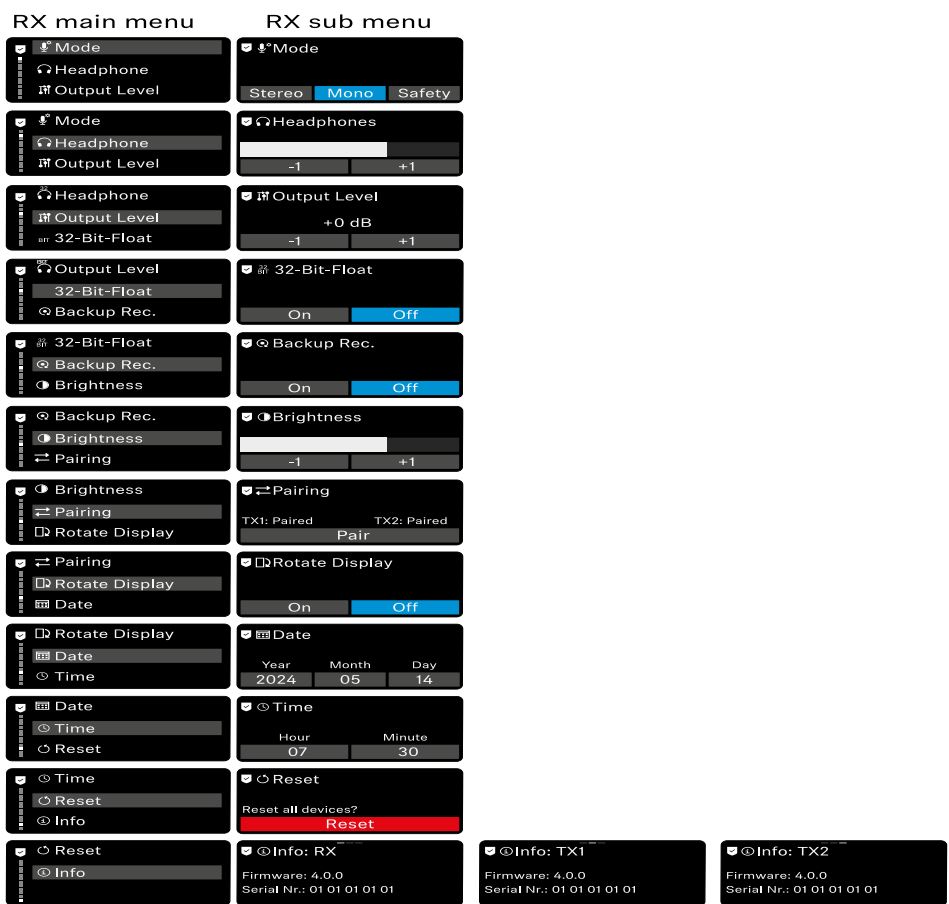 RX main menu RX sub menu
Mode
Headphone
Output Level
Mode
Stereo Mono Safety
Mode
Headphone
Output Level
Headphones
-1 +1
32
Headphone
Output Level
BIT 32-Bit-Float
Output Level
+0 dB
-1 +1
Output Level
32-Bit-Float
Backup Rec.
32 BIT 32-Bit-Float
On Off
32 BIT 32-Bit-Float
Backup Rec.
Brightness
Backup Rec.
On Off
Backup Rec.
Brightness
Pairing
Brightness
-1 +1
Brightness
Pairing
Rotate Display
Pairing
TX1: Paired TX2: Paired
Pair
Pairing
Rotate Display
Date
Rotate Display
On Off
Rotate Display
Date
Time
Date
Year Month Day
2024 05 14
Date
Time
Reset
Time
Hour Minute
07 30
Time
Reset
Info
Reset
Reset all devices?
Reset
Reset
Info
Info: RX
Firmware: 4.0.0
Serial Nr.: 01 01 01 01 01
Info: TX1
Firmware: 4.0.0
Serial Nr.: 01 01 01 01 01
Info: TX2
Firmware: 4.0.0
Serial Nr.: 01 01 01 01 01